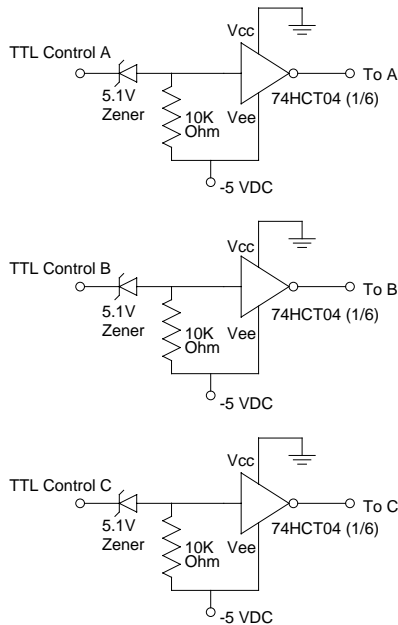 Vcc
TTL Control A
To A
5.1V
Zener
10K
Ohm
Vee
74HCT04 (1/6)
-5 VDC
Vcc
TTL Control B
To B
5.1V
Zener
10K
Ohm
Vee
74HCT04 (1/6)
-5 VDC
Vcc
TTL Control C
To C
5.1V
Zener
10K
Ohm
Vee
74HCT04 (1/6)
-5 VDC